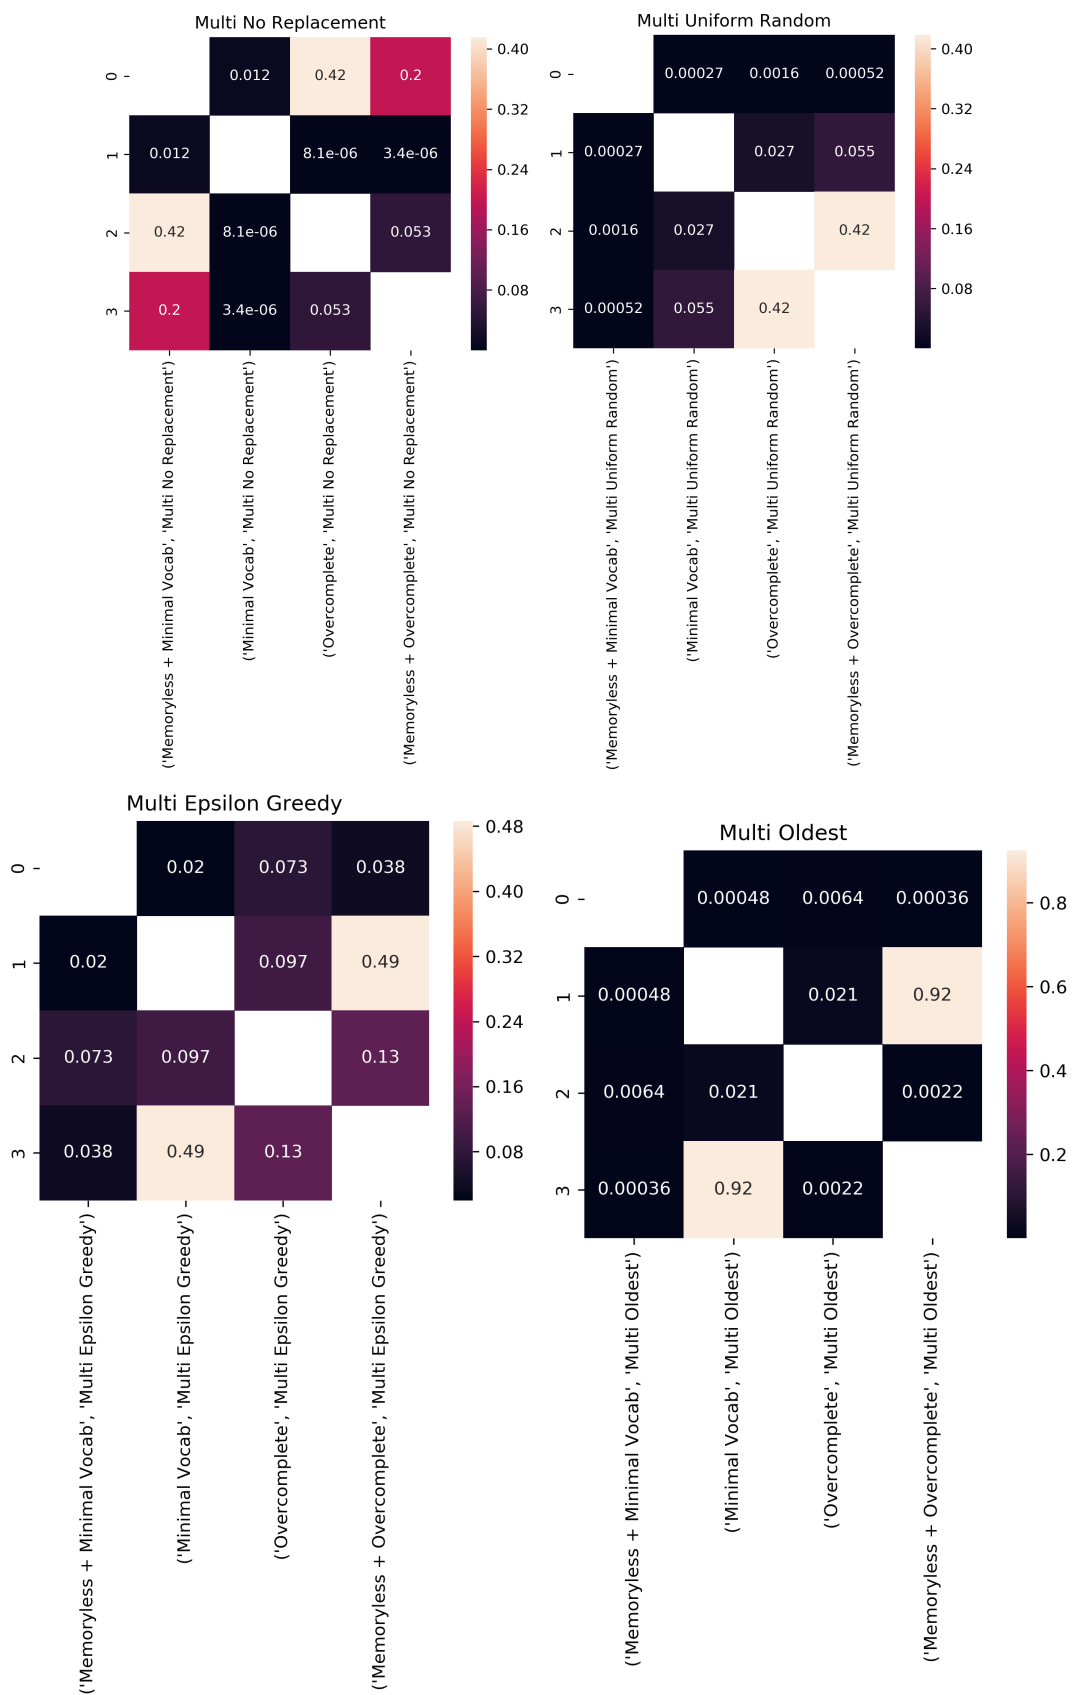 Multi No Replacement
0 0.012 0.42 0.2
1 0.012 8.1e-06 3.4e-06
2 0.42 8.1e-06 0.053
3 0.2 3.4e-06 0.053
0.40
0.32
0.24
0.16
0.08
('Memoryless + Minimal Vocab', 'Multi No Replacement')
('Minimal Vocab', 'Multi No Replacement')
('Overcomplete', 'Multi No Replacement')
('Memoryless + Overcomplete', 'Multi No Replacement')
Multi Uniform Random
0 0.00027 0.0016 0.00052
1 0.00027 0.027 0.055
2 0.0016 0.027 0.42
3 0.00052 0.055 0.42
0.40
0.32
0.24
0.16
0.08
('Memoryless + Minimal Vocab', 'Multi Uniform Random')
('Minimal Vocab', 'Multi Uniform Random')
('Overcomplete', 'Multi Uniform Random')
('Memoryless + Overcomplete', 'Multi Uniform Random')
Multi Epsilon Greedy
0 0.02 0.073 0.038
1 0.02 0.097 0.49
2 0.073 0.097 0.13
3 0.038 0.49 0.13
0.48
0.40
0.32
0.24
0.16
0.08
('Memoryless + Minimal Vocab', 'Multi Epsilon Greedy')
('Minimal Vocab', 'Multi Epsilon Greedy')
('Overcomplete', 'Multi Epsilon Greedy')
('Memoryless + Overcomplete', 'Multi Epsilon Greedy')
Multi Oldest
0 0.00048 0.0064 0.00036
1 0.00048 0.021 0.92
2 0.0064 0.021 0.0022
3 0.00036 0.92 0.0022
0.8
0.6
0.4
0.2
('Memoryless + Minimal Vocab', 'Multi Oldest')
('Minimal Vocab', 'Multi Oldest')
('Overcomplete', 'Multi Oldest')
('Memoryless + Overcomplete', 'Multi Oldest')